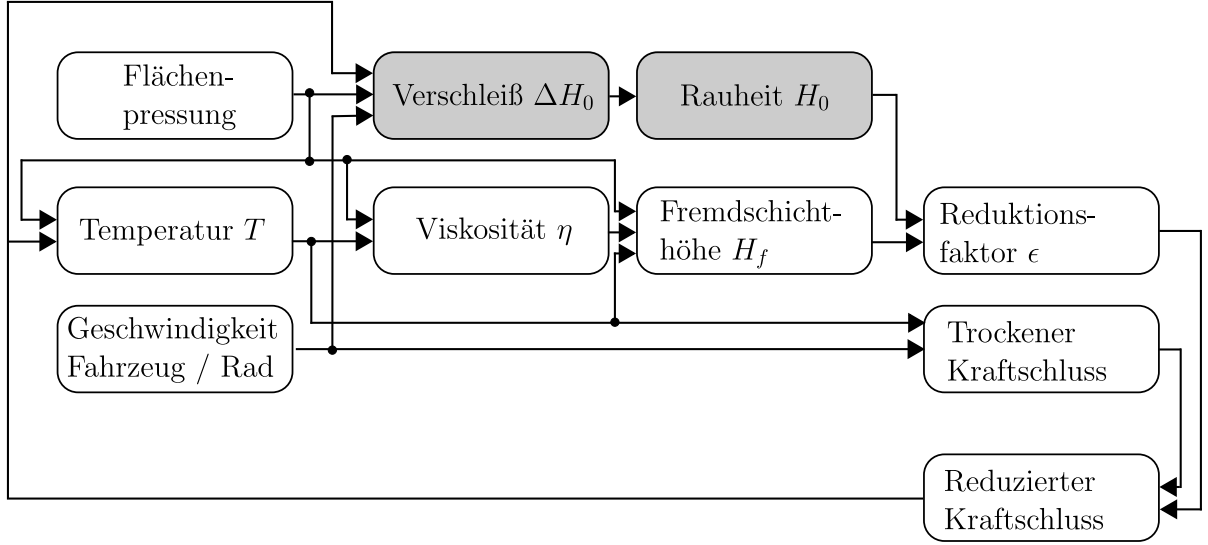 Flächen-
pressung
Verschleiß ΔH₀
Rauheit H₀
Temperatur T
Viskosität η
Fremdschicht-
höhe H_f
Reduktions-
faktor ϵ
Geschwindigkeit
Fahrzeug / Rad
Trockener
Kraftschluss
Reduzierter
Kraftschluss